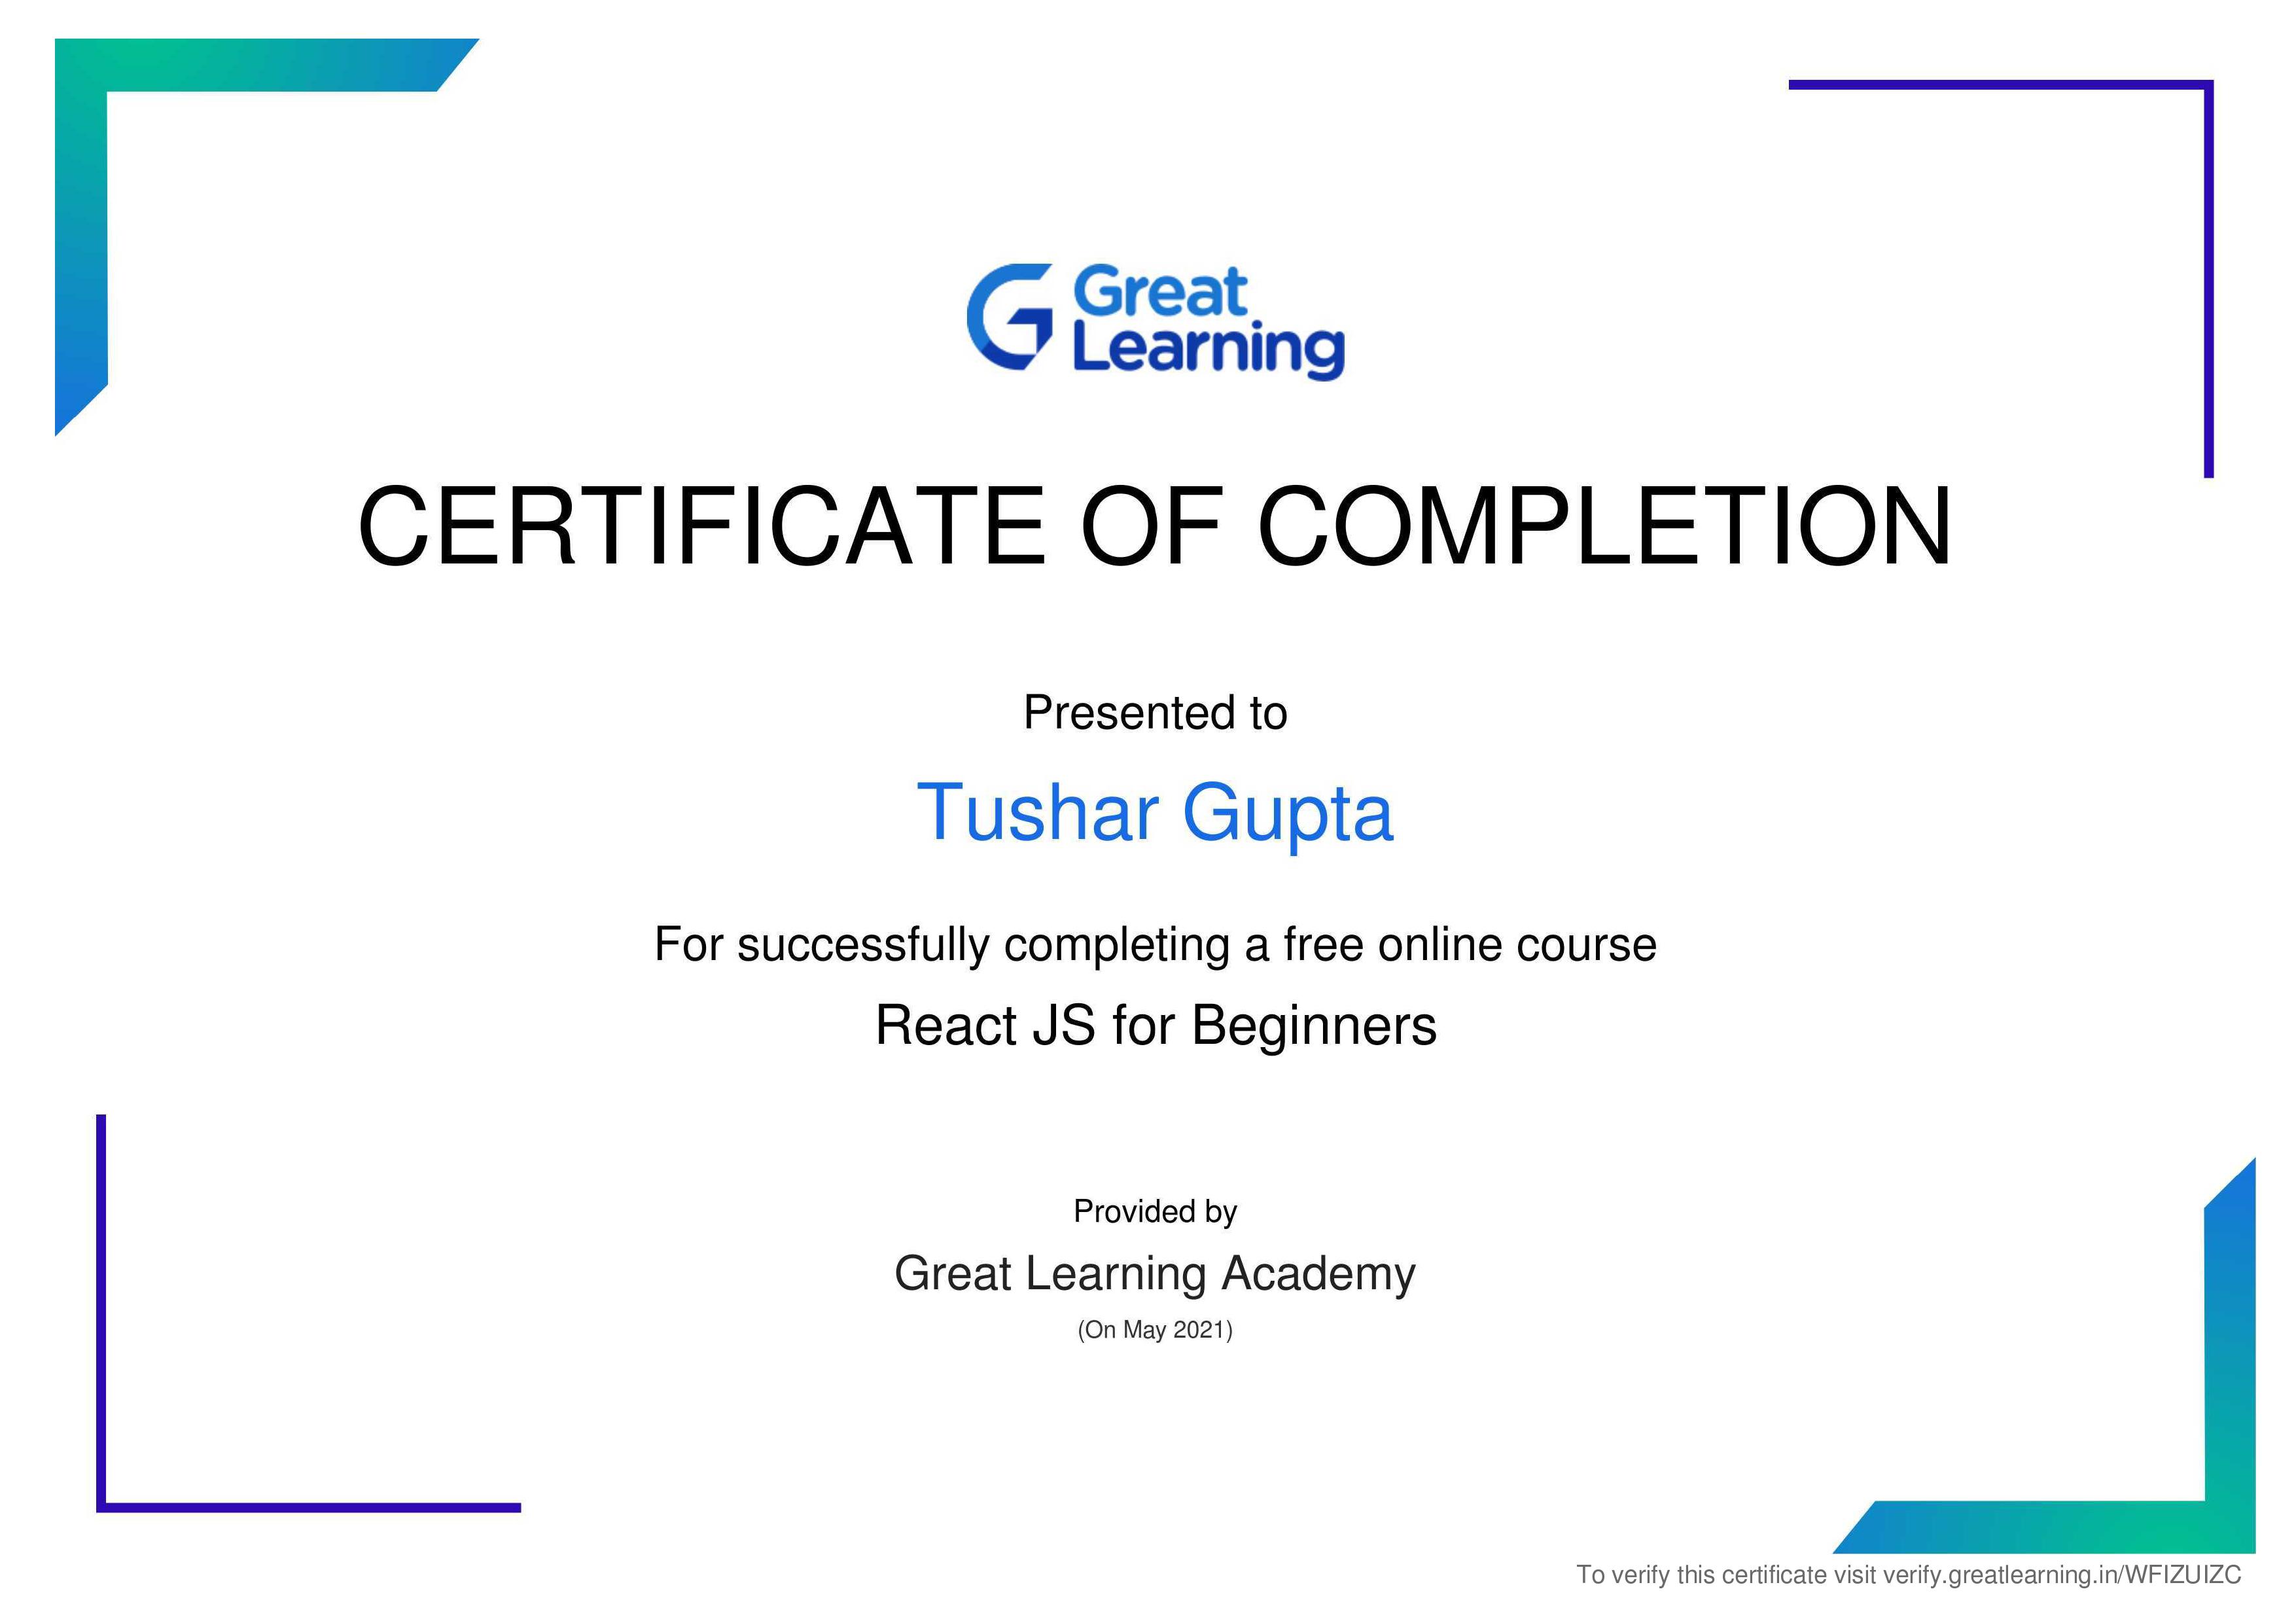 Great
Learning
CERTIFICATE OF COMPLETION
Presented to
Tushar Gupta
For successfully completing a free online course
React JS for Beginners
Provided by
Great Learning Academy
(On May 2021)
To verify this certificate visit verify.greatlearning.in/WFIZUIZC